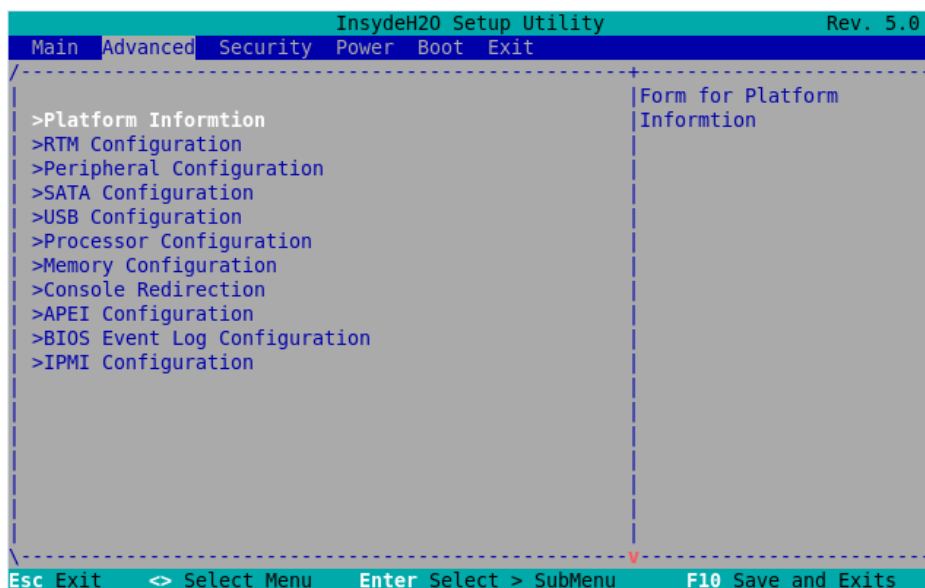 InsydeH2O Setup Utility Rev. 5.0
Main Advanced Security Power Boot Exit
Form for Platform
>Platform Informtion Informtion
>RTM Configuration
>Peripheral Configuration
>SATA Configuration
>USB Configuration
>Processor Configuration
>Memory Configuration
>Console Redirection
>APEI Configuration
>BIOS Event Log Configuration
>IPMI Configuration
v
Esc Exit <> Select Menu Enter Select > SubMenu F10 Save and Exits